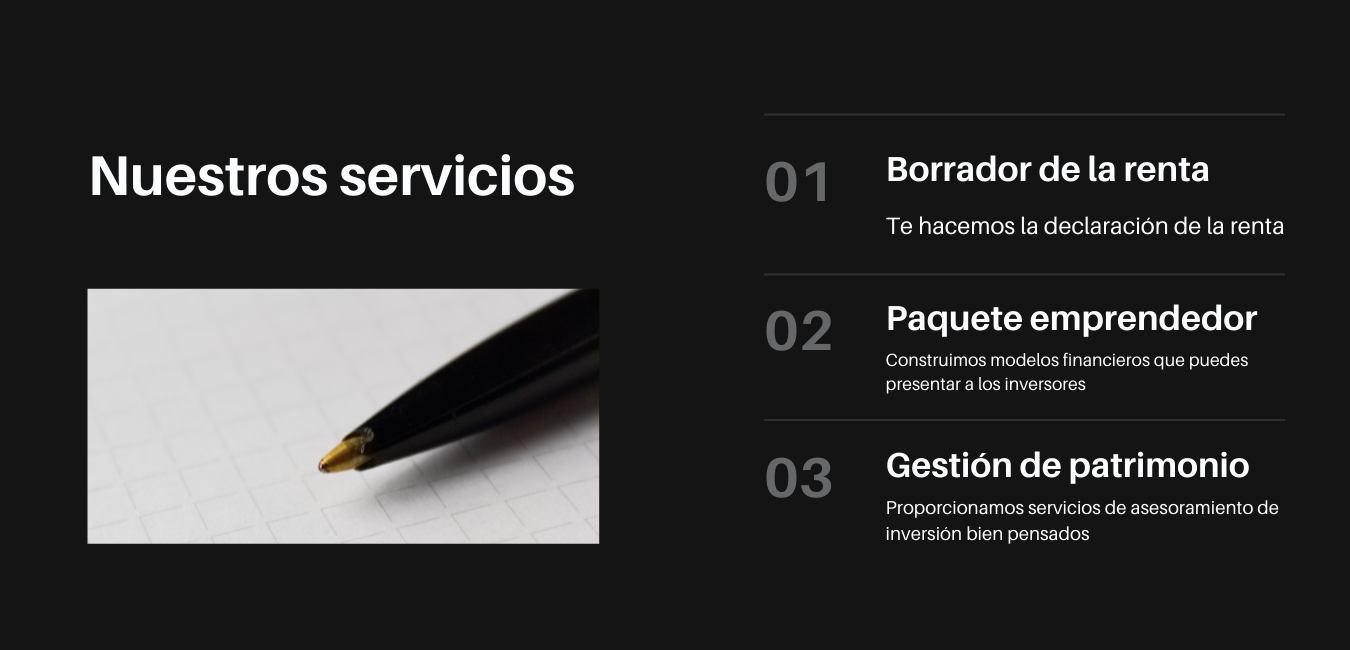 Nuestros servicios
01
Borrador de la renta
Te hacemos la declaración de la renta
02
Paquete emprendedor
Construimos modelos financieros que puedes
presentar a los inversores
03
Gestión de patrimonio
Proporcionamos servicios de asesoramiento de
inversión bien pensados